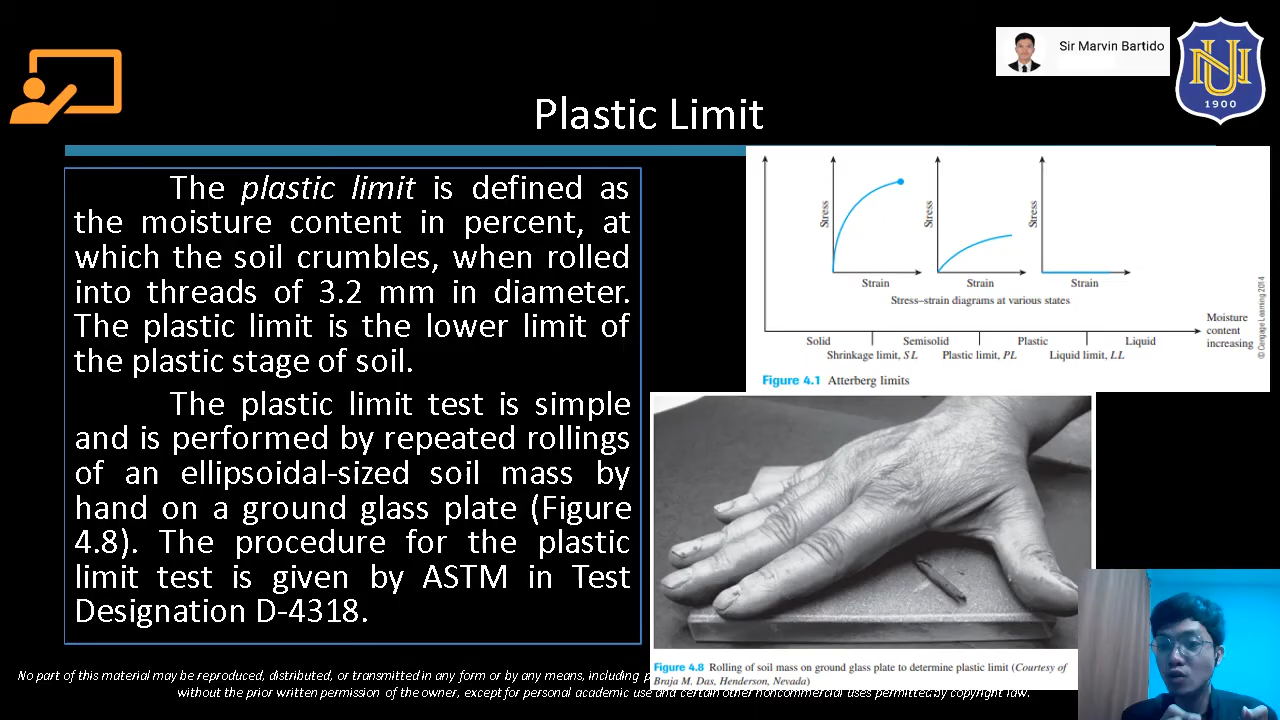 Sir Marvin Bartido
NU
1900
Plastic Limit
The plastic limit is defined as
the moisture content in percent, at
which the soil crumbles, when rolled
into threads of 3.2 mm in diameter.
The plastic limit is the lower limit of
the plastic stage of soil.
The plastic limit test is simple
and is performed by repeated rollings
of an ellipsoidal-sized soil mass by
hand on a ground glass plate (Figure
4.8). The procedure for the plastic
limit test is given by ASTM in Test
Designation D-4318.
Stress
Strain
Stress
Strain
Stress
Strain
Stress–strain diagrams at various states
Moisture
content
increasing
Solid
Semisolid
Plastic
Liquid
Shrinkage limit, SL
Plastic limit, PL
Liquid limit, LL
© Cengage Learning 2014
Figure 4.1 Atterberg limits
Figure 4.8 Rolling of soil mass on ground glass plate to determine plastic limit (Courtesy of
Braja M. Das, Henderson, Nevada)
No part of this material may be reproduced, distributed, or transmitted in any form or by any means, including
without the prior written permission of the owner, except for personal academic use and certain other noncommercial uses permitted by copyright law.